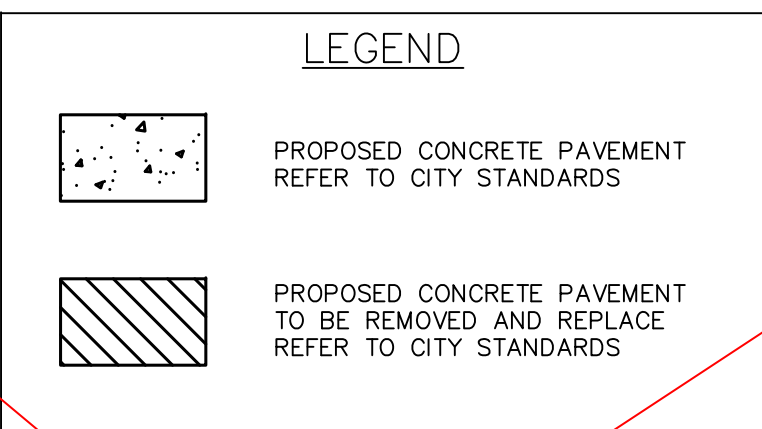 LEGEND
PROPOSED CONCRETE PAVEMENT
REFER TO CITY STANDARDS
PROPOSED CONCRETE PAVEMENT
TO BE REMOVED AND REPLACE
REFER TO CITY STANDARDS